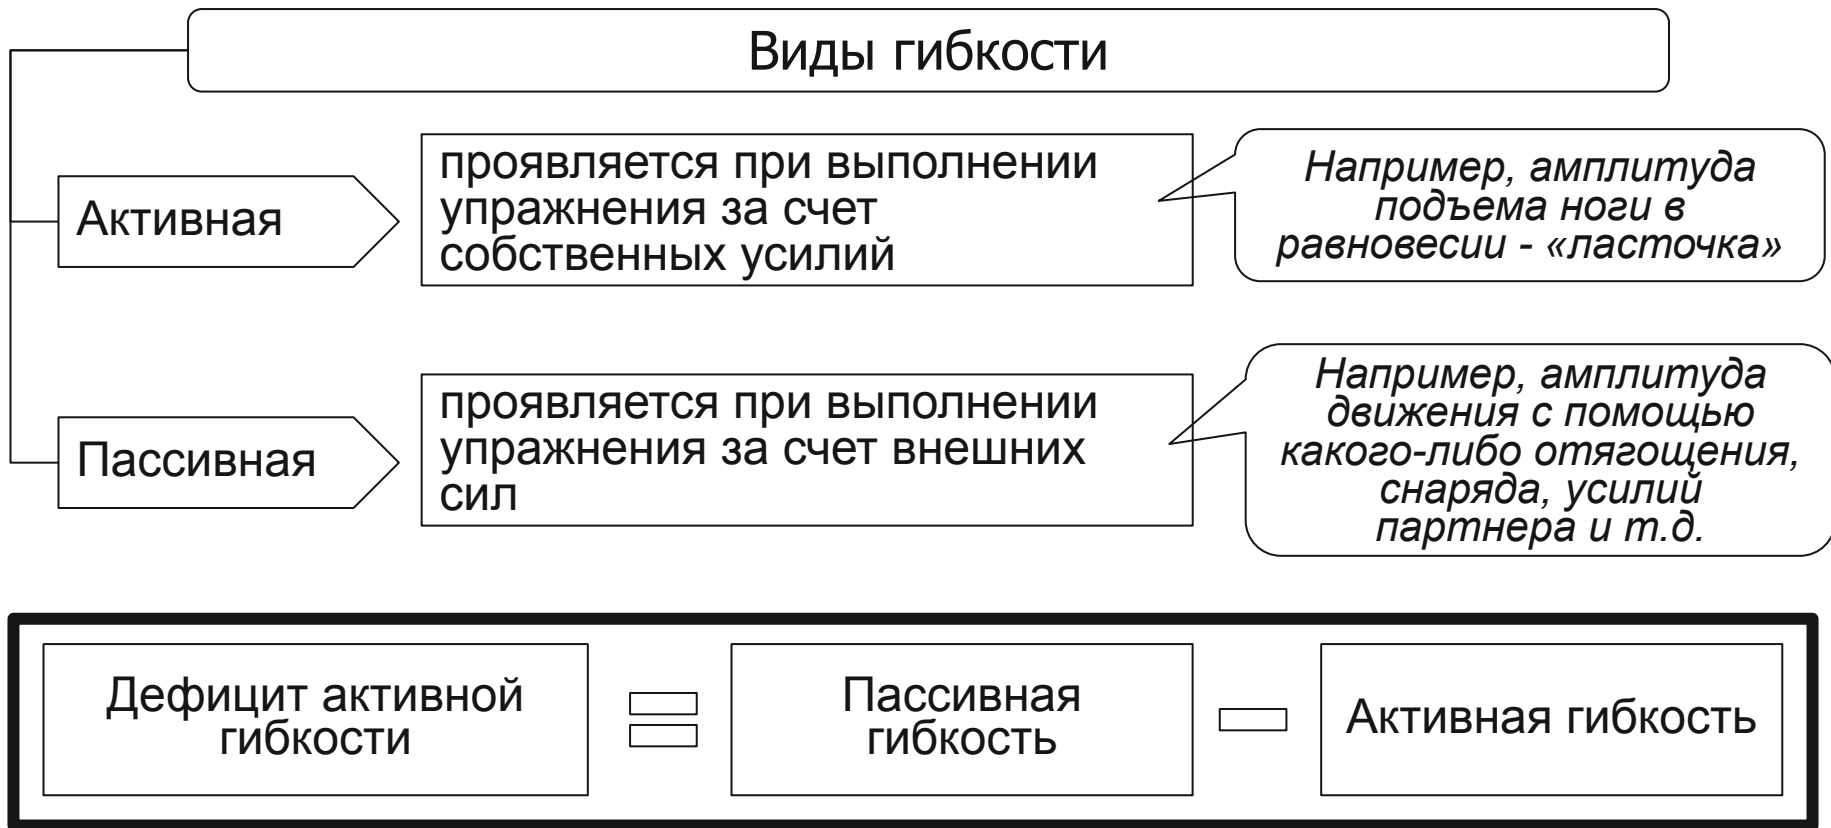 Виды гибкости
Активная
проявляется при выполнении
упражнения за счет
собственных усилий
Например, амплитуда
подъема ноги в
равновесии - «ласточка»
Пассивная
проявляется при выполнении
упражнения за счет внешних
сил
Например, амплитуда
движения с помощью
какого-либо отягощения,
снаряда, усилий
партнера и т.д.
Дефицит активной
гибкости
=
Пассивная
гибкость
-
Активная гибкость